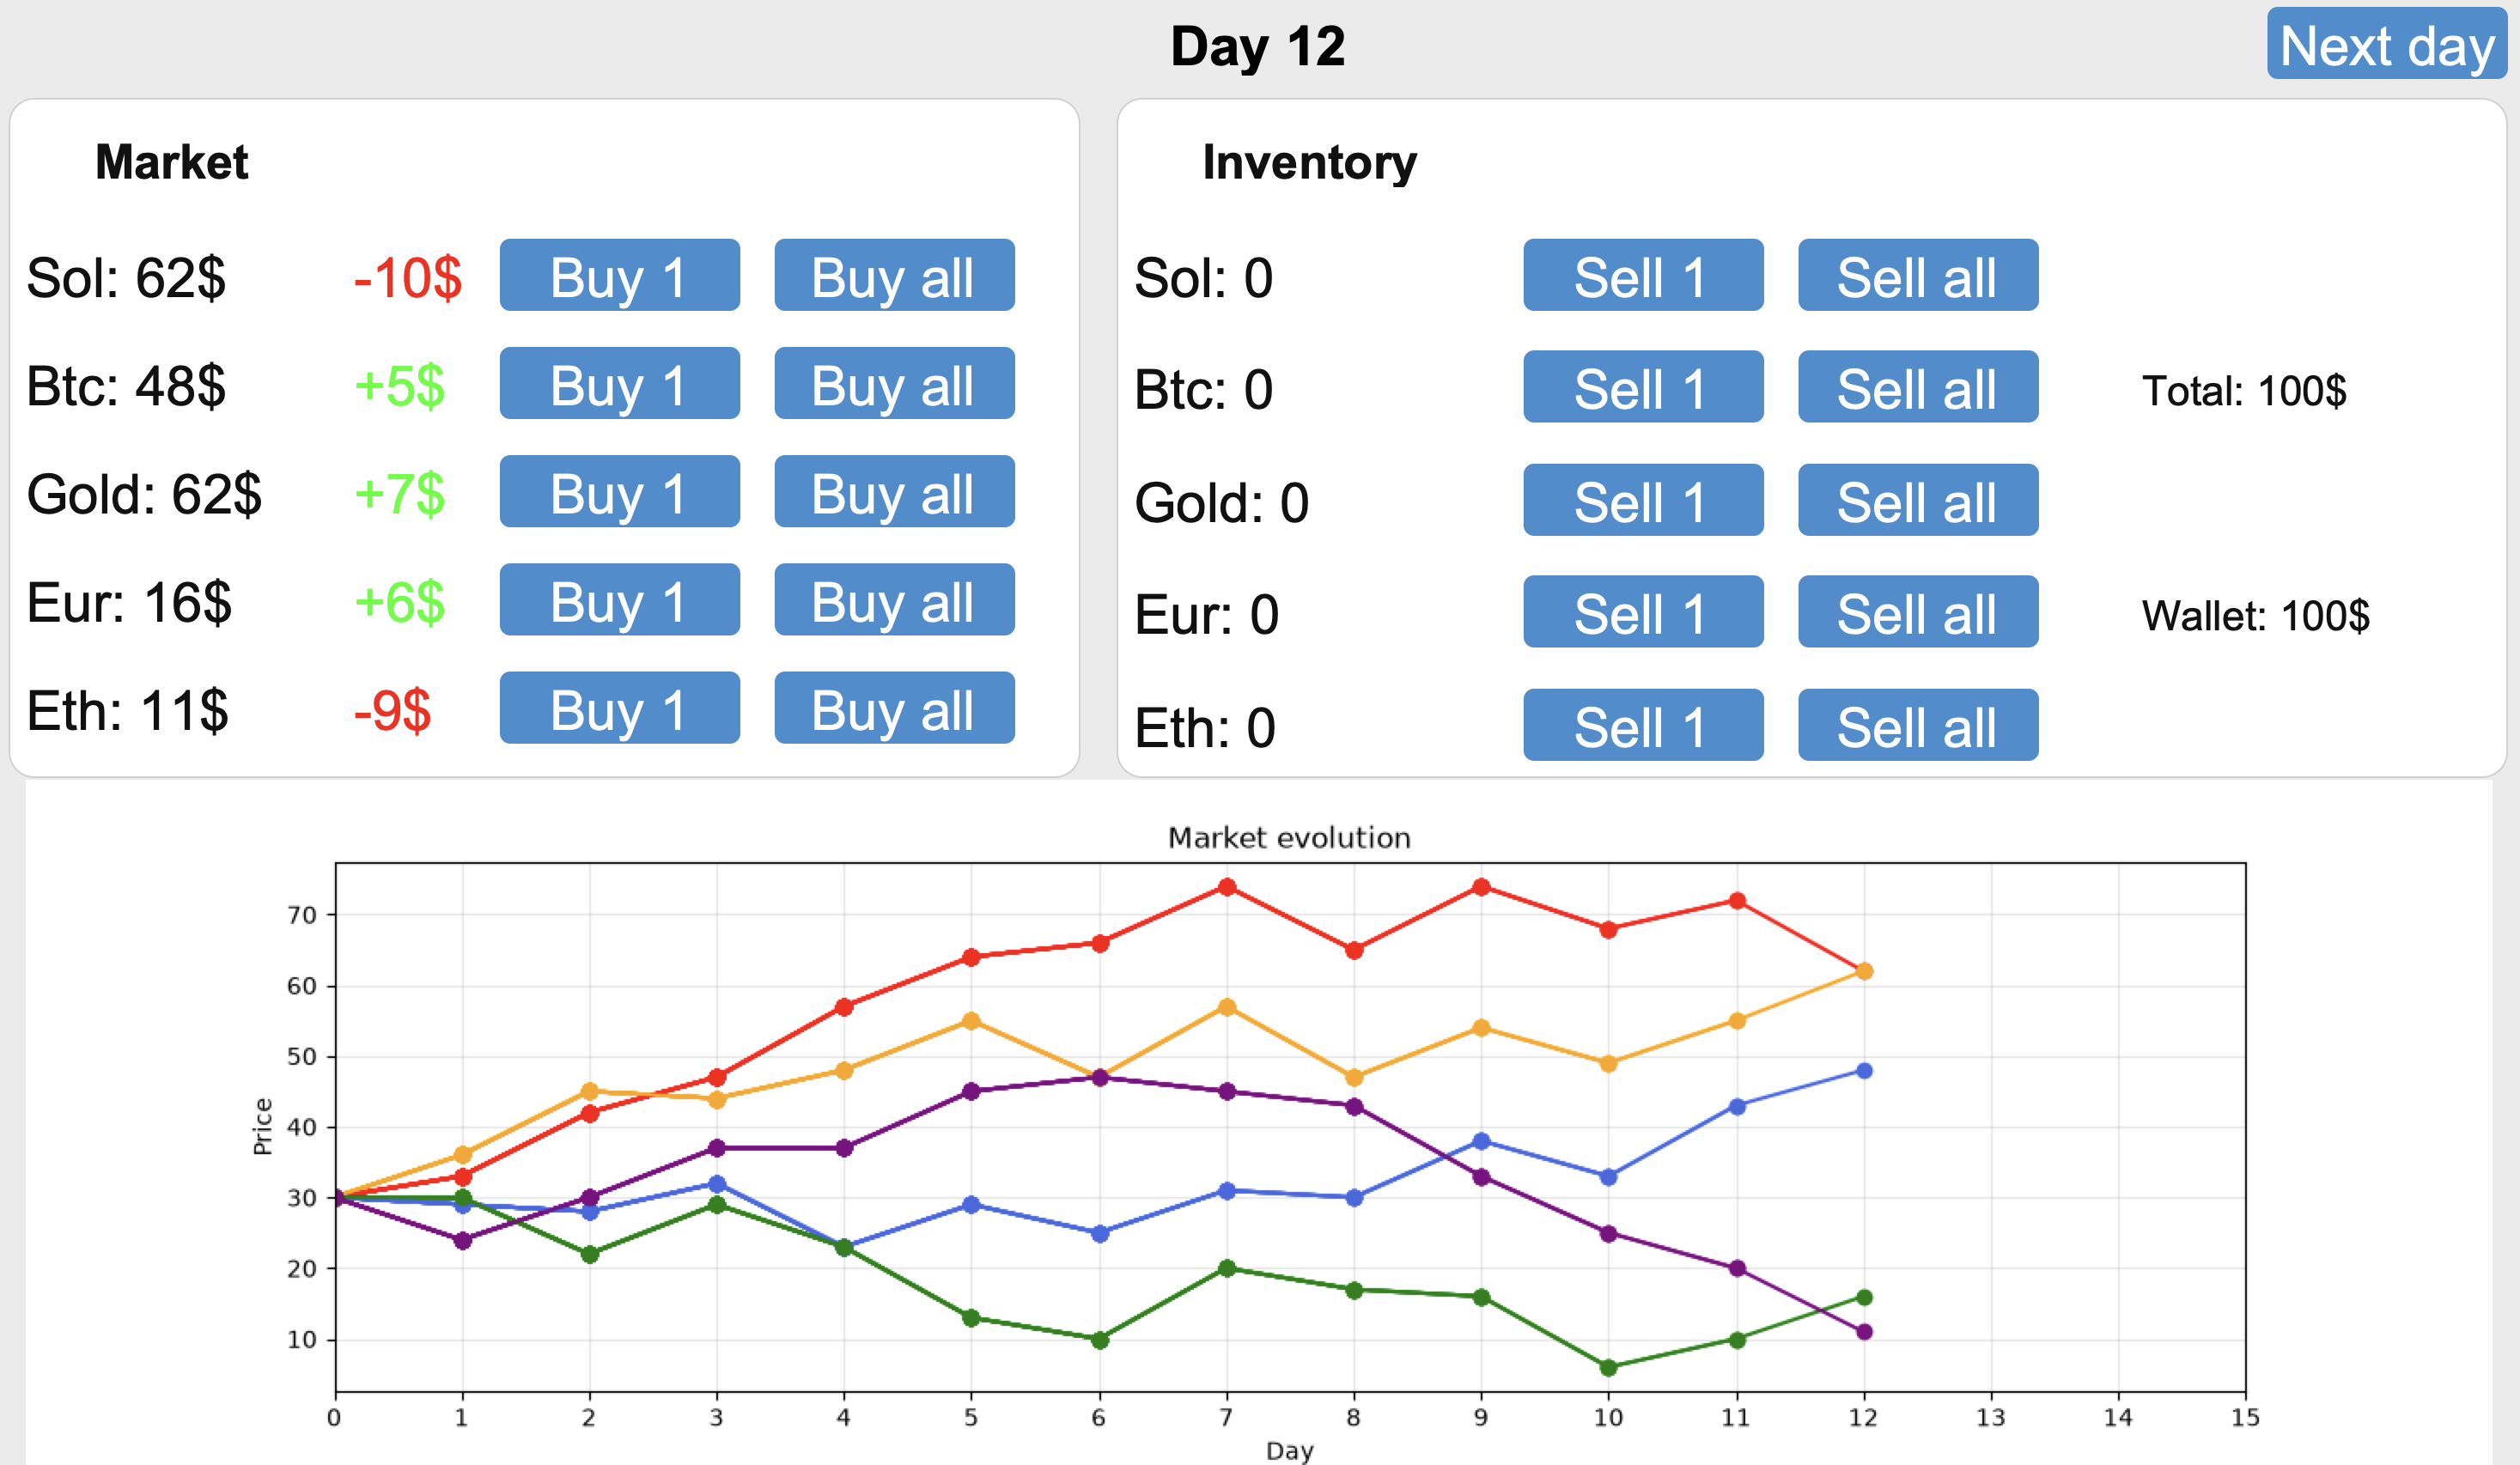 Day 12
Next day
Market
Sol: 62$ -10$ Buy 1 Buy all
Btc: 48$ +5$ Buy 1 Buy all
Gold: 62$ +7$ Buy 1 Buy all
Eur: 16$ +6$ Buy 1 Buy all
Eth: 11$ -9$ Buy 1 Buy all
Inventory
Sol: 0 Sell 1 Sell all
Btc: 0 Sell 1 Sell all
Gold: 0 Sell 1 Sell all
Eur: 0 Sell 1 Sell all
Eth: 0 Sell 1 Sell all
Total: 100$
Wallet: 100$
Market evolution
Price
70
60
50
40
30
20
10
0 1 2 3 4 5 6 7 8 9 10 11 12 13 14 15
Day